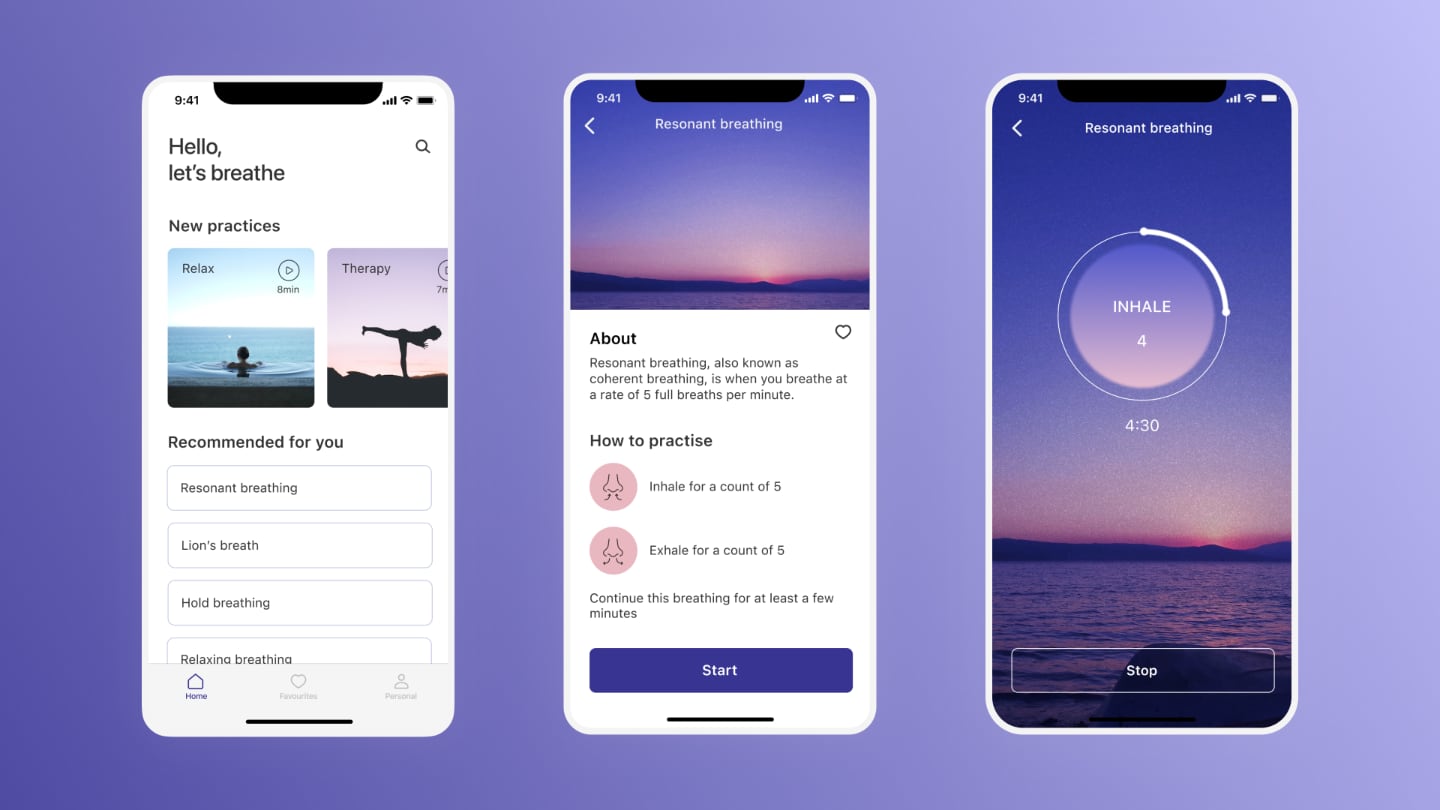 9:41
Hello,
let's breathe
New practices
Relax
8min
Therapy
Recommended for you
Resonant breathing
Lion's breath
Hold breathing
Relaxing breathing
Home
Favourites
Personal
9:41
Resonant breathing
About
Resonant breathing, also known as
coherent breathing, is when you breathe at
a rate of 5 full breaths per minute.
How to practise
Inhale for a count of 5
Exhale for a count of 5
Continue this breathing for at least a few
minutes
Start
9:41
Resonant breathing
INHALE
4
4:30
Stop